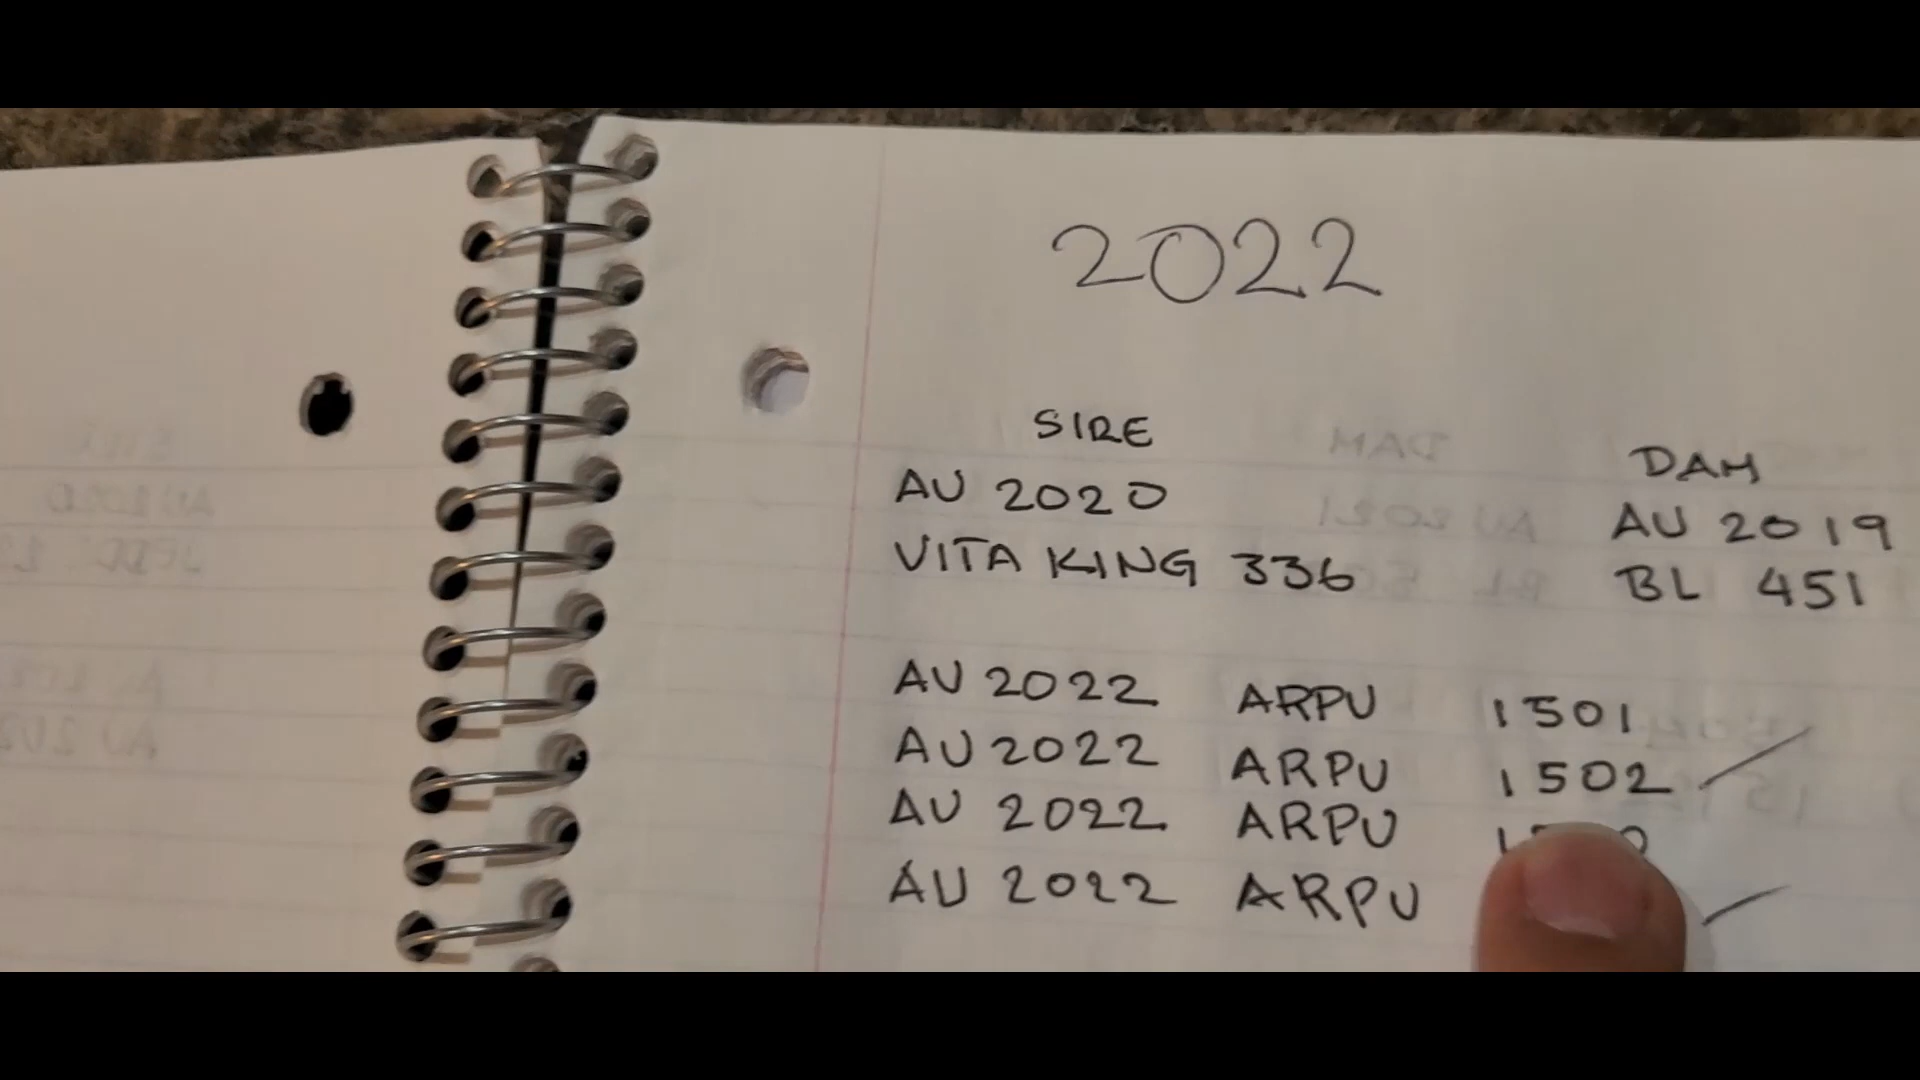 2022
SIRE DAM
AU 2020 AU 2019
VITA KING 336 BL 451
AU 2022 ARPU 1501
AU 2022 ARPU 1502
AU 2022 ARPU
AU 2022 ARPU